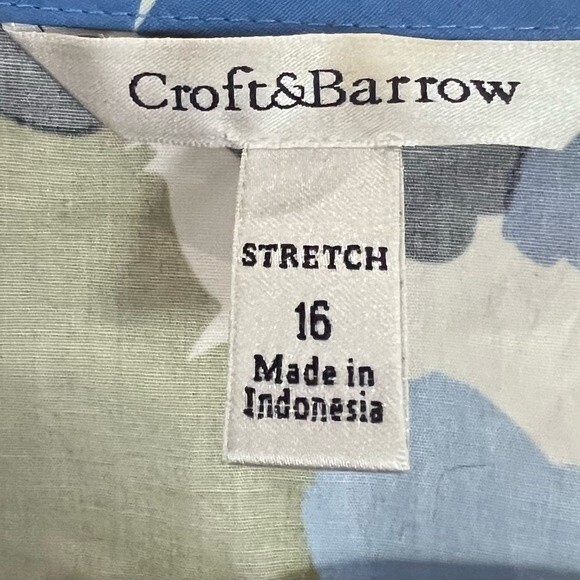 Croft&Barrow
STRETCH
16
Made in
Indonesia